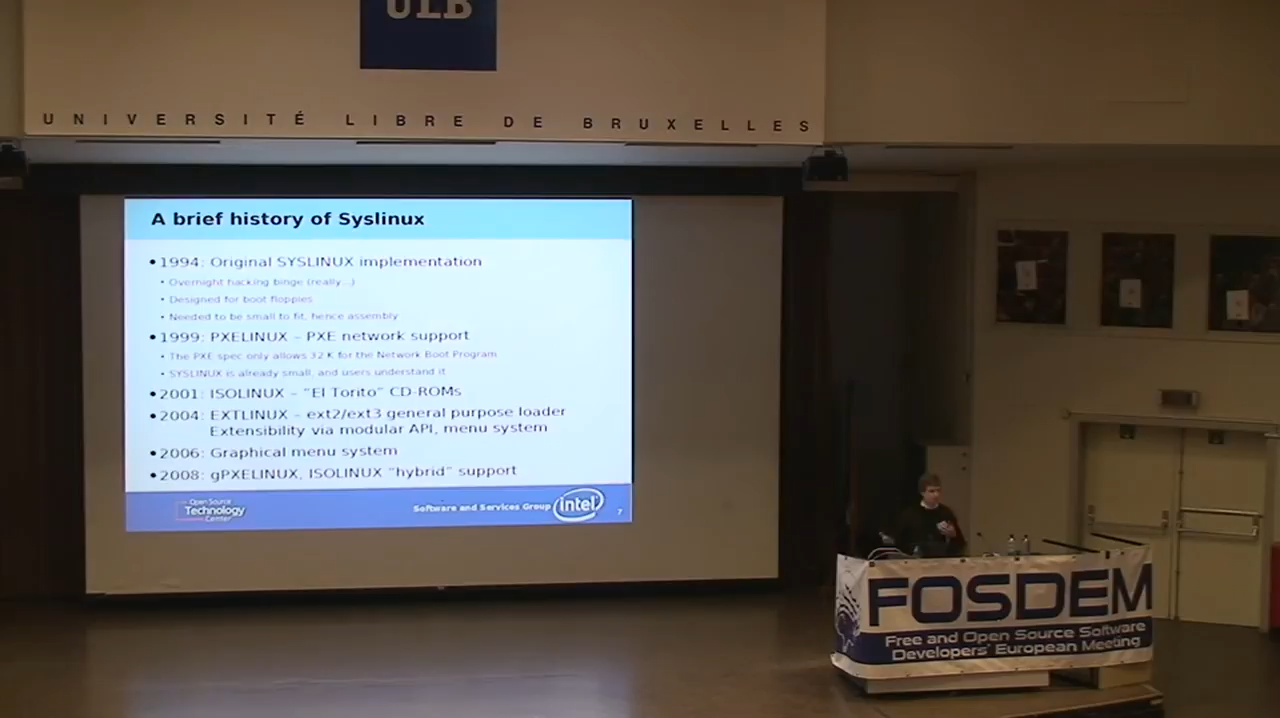 ULB
UNIVERSITÉ LIBRE DE BRUXELLES
A brief history of Syslinux
•1994: Original SYSLINUX implementation
• Overnight hacking binge (really...)
• Designed for boot floppies
• Needed to be small to fit, hence assembly
•1999: PXELINUX – PXE network support
• The PXE spec only allows 32 K for the Network Boot Program
• SYSLINUX is already small, and users understand it
•2001: ISOLINUX – “El Torito” CD-ROMs
•2004: EXTLINUX – ext2/ext3 general purpose loader
Extensibility via modular API, menu system
•2006: Graphical menu system
•2008: gPXELINUX, ISOLINUX “hybrid” support
Open Source
Technology
Center
Software and Services Group
intel
7
FOSDEM
Free and Open Source Software
Developers' European Meeting